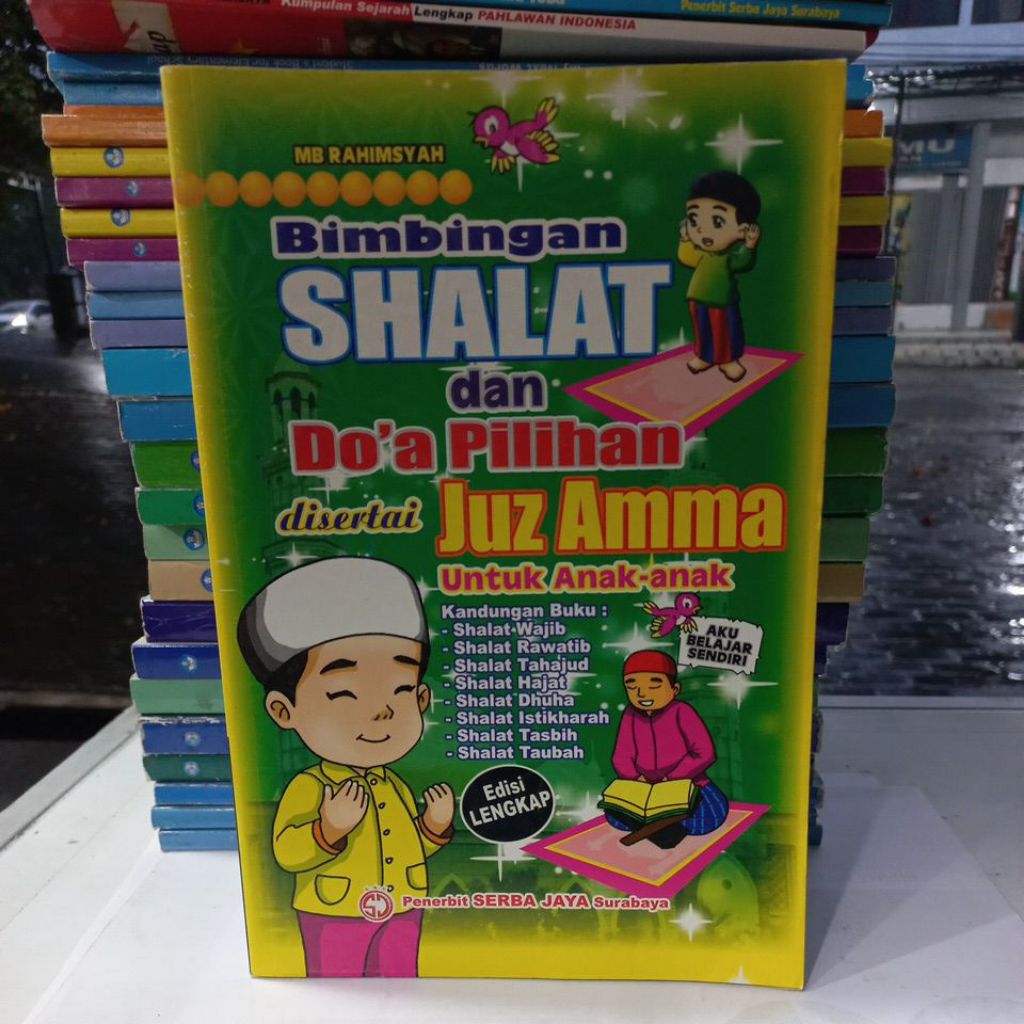 Kumpulan Sejarah Lengkap PAHLAWAN INDONESIA
Penerbit Serba Jaya Surabaya
MB RAHIMSYAH
Bimbingan
SHALAT
dan
Do'a Pilihan
disertai Juz Amma
Untuk Anak-anak
Kandungan Buku :
- Shalat Wajib
- Shalat Rawatib
- Shalat Tahajud
- Shalat Hajat
- Shalat Dhuha
- Shalat Istikharah
- Shalat Tasbih
- Shalat Taubah
AKU
BELAJAR
SENDIRI
Edisi
LENGKAP
SJ
Penerbit SERBA JAYA Surabaya